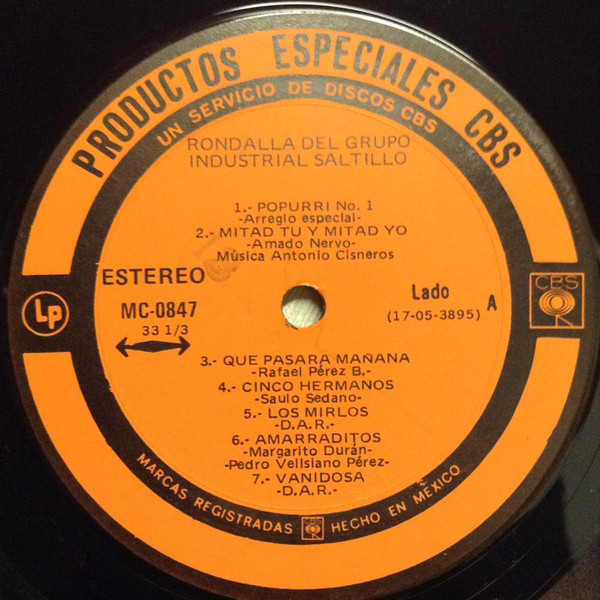 PRODUCTOS ESPECIALES CBS
UN SERVICIO DE DISCOS CBS
RONDALLA DEL GRUPO
INDUSTRIAL SALTILLO
1.- POPURRI No. 1
-Arreglo especial-
2.- MITAD TU Y MITAD YO
-Amado Nervo-
Música Antonio Cisneros
ESTEREO
MC-0847
33 1/3
Lp
Lado A
(17-05-3895)
CBS
3.- QUE PASARA MAÑANA
-Rafael Pérez B.-
4.- CINCO HERMANOS
-Saulo Sedano-
5.- LOS MIRLOS
-D.A.R.-
6.- AMARRADITOS
-Margarito Durán-
-Pedro Velisiano Pérez-
7.- VANIDOSA
-D.A.R.-
MARCAS REGISTRADAS HECHO EN MÉXICO